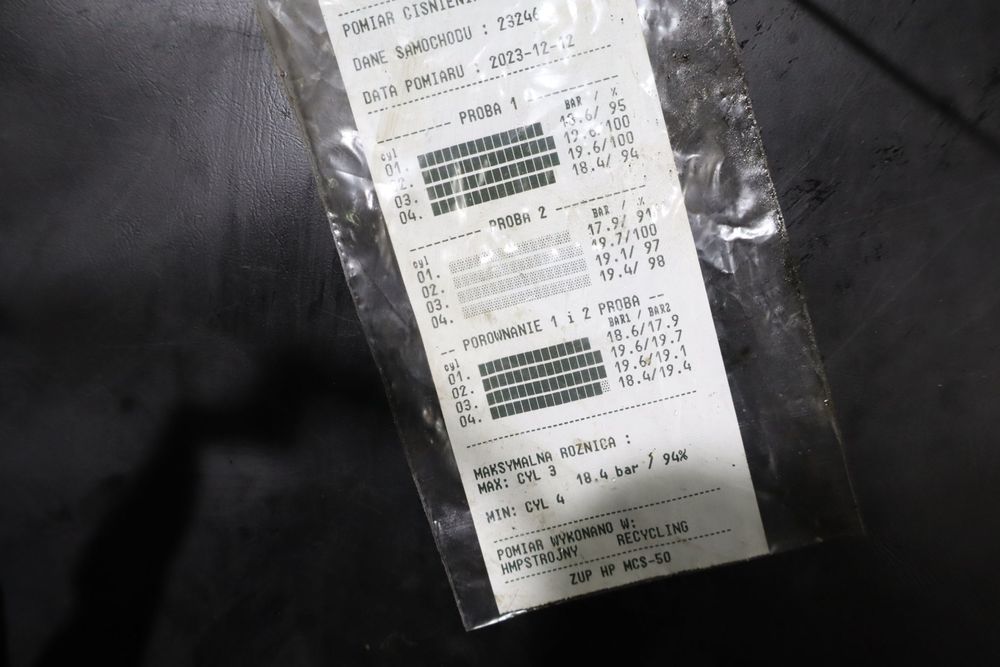 POMIAR CISNIENI
DANE SAMOCHODU : 23246
DATA POMIARU : 2023-12-12
PROBA 1
cyl BAR / %
01. 18.6/ 95
02. 19.6/100
03. 19.6/100
04. 18.4/ 94
PROBA 2
cyl BAR / %
01. 17.9/ 91
02. 19.7/100
03. 19.1/ 97
04. 19.4/ 98
-- POROWNANIE 1 i 2 PROBA --
cyl BAR1 / BAR2
01. 18.6/17.9
02. 19.6/19.7
03. 19.6/19.1
04. 18.4/19.4
MAKSYMALNA ROZNICA :
MAX: CYL 3
MIN: CYL 4 18.4 bar / 94%
POMIAR WYKONANO W:
HMPSTROJNY RECYCLING
ZUP HP MCS-50